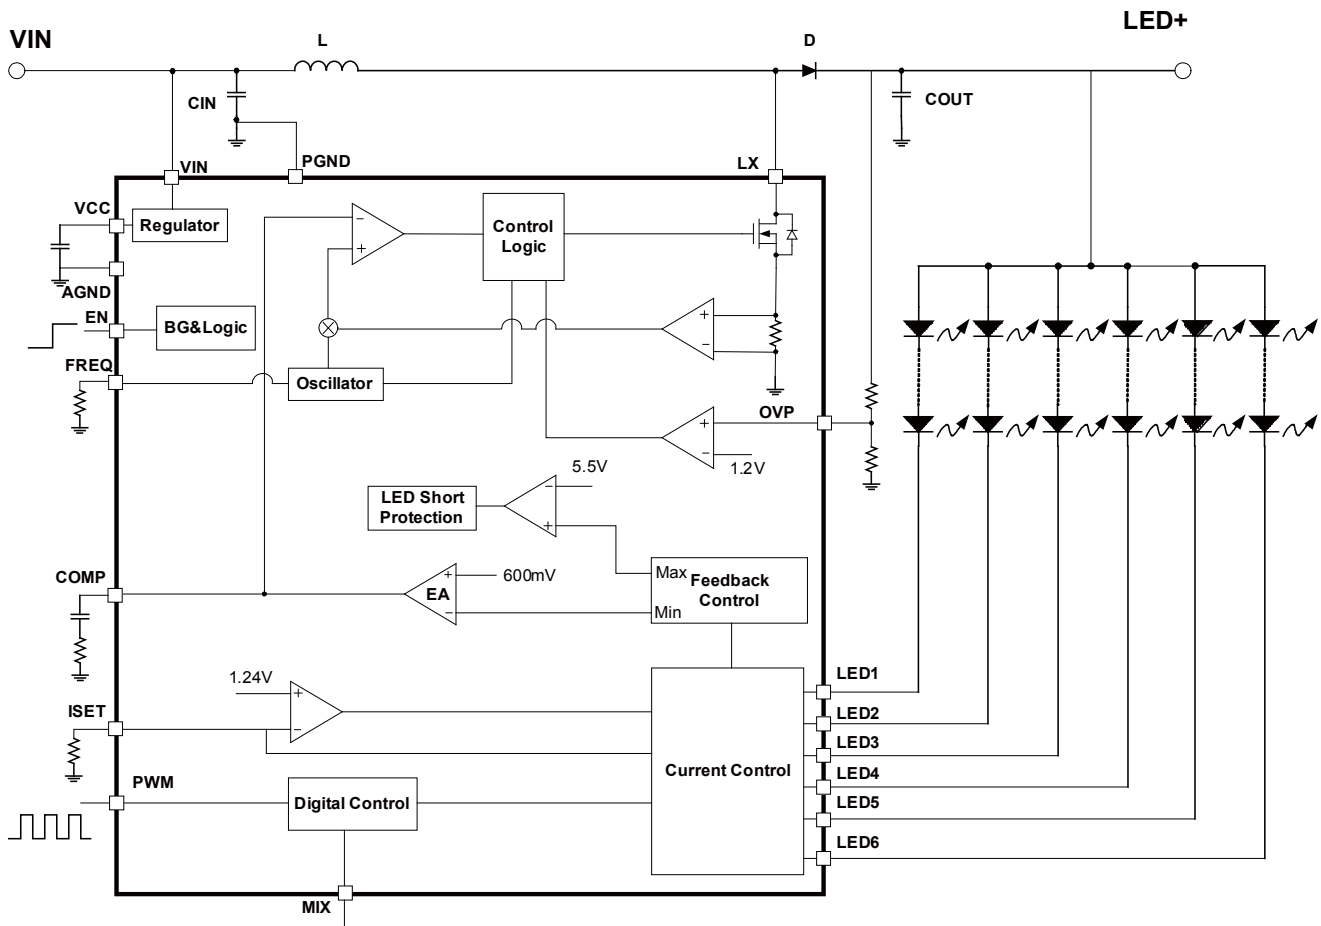 LED+
VIN
L
D
CIN
COUT
VIN
PGND
LX
VCC
Regulator
Control
Logic
−
+
AGND
EN
BG&Logic
+
−
FREQ
Oscillator
OVP
+
−
1.2V
5.5V
LED Short
Protection
−
+
COMP
EA
+
600mV
−
Max
Feedback
Control
Min
1.24V
+
−
ISET
LED1
LED2
LED3
Current Control
LED4
PWM
Digital Control
LED5
LED6
MIX